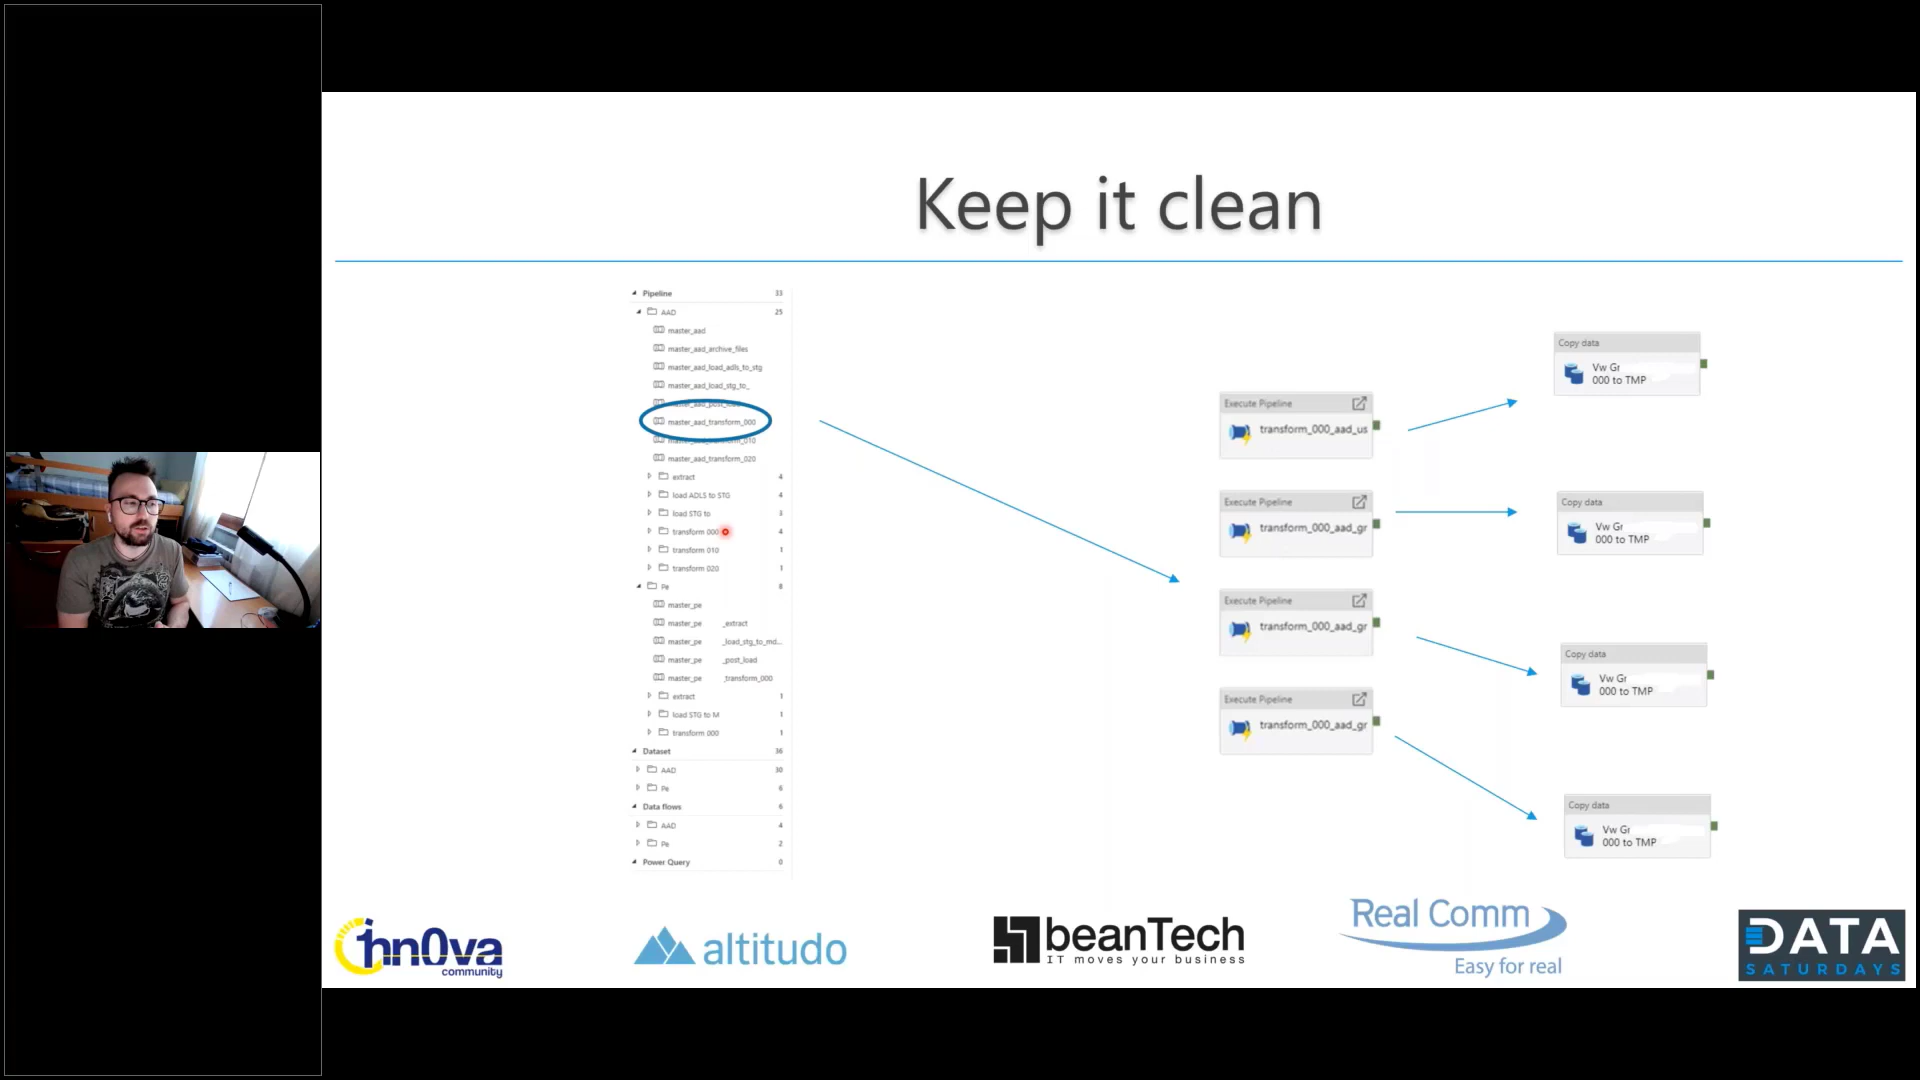 Keep it clean
Pipeline 33
AAD 25
master_aad
master_aad_archive_files
master_aad_load_adls_to_stg
master_aad_load_stg_to_
master_aad_post_load
master_aad_transform_000
master_aad_transform_010
master_aad_transform_020
extract 4
load ADLS to STG 4
load STG to 3
transform 000 4
transform 010 1
transform 020 1
Pe 8
master_pe
master_pe _extract
master_pe _load_stg_to_md...
master_pe _post_load
master_pe _transform_000
extract 1
load STG to M 1
transform 000 1
Dataset 36
AAD 30
Pe 6
Data flows 6
AAD 4
Pe 2
Power Query 0
Execute Pipeline
transform_000_aad_us
Execute Pipeline
transform_000_aad_gr
Execute Pipeline
transform_000_aad_gr
Execute Pipeline
transform_000_aad_gr
Copy data
Vw Gr
000 to TMP
Copy data
Vw Gr
000 to TMP
Copy data
Vw Gr
000 to TMP
Copy data
Vw Gr
000 to TMP
1nn0va
community
altitudo
beanTech
IT moves your business
Real Comm
Easy for real
DATA
SATURDAYS